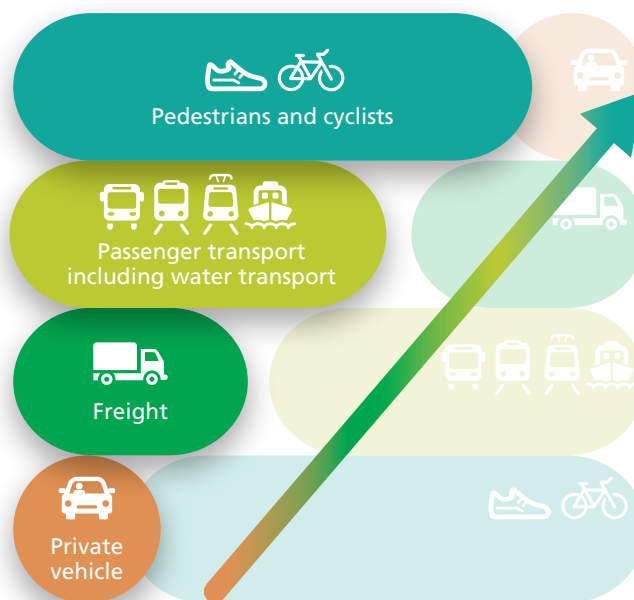 Pedestrians and cyclists
Passenger transport
including water transport
Freight
Private
vehicle